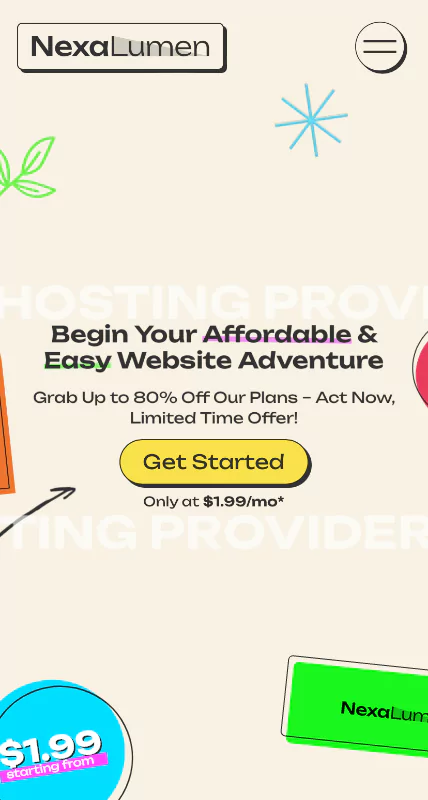 NexaLumen
HOSTING PROVI
Begin Your Affordable &
Easy Website Adventure
Grab Up to 80% Off Our Plans – Act Now,
Limited Time Offer!
Get Started
Only at $1.99/mo*
TING PROVIDER
NexaLum
$1.99
starting from